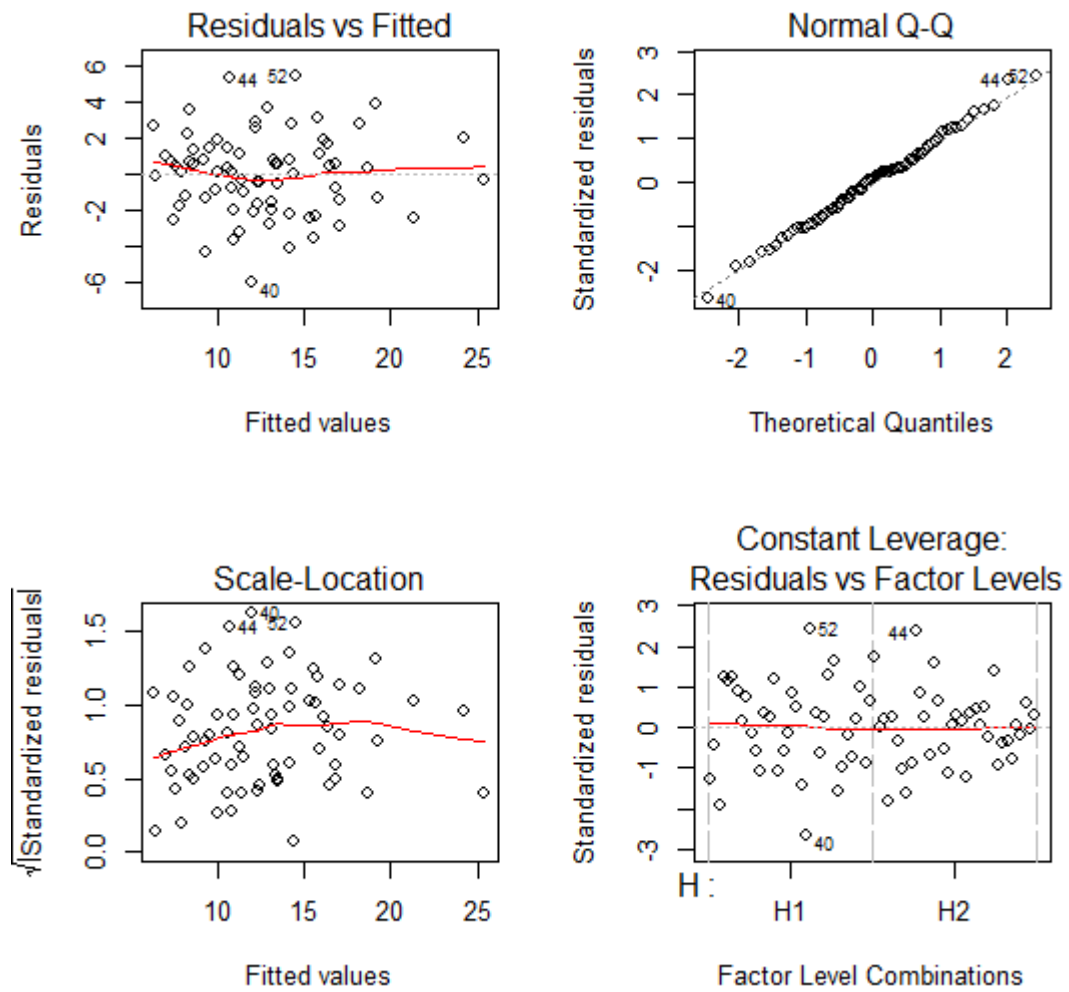 Residuals vs Fitted
Residuals
6
4
2
0
-2
-6
44
52
40
10
15
20
25
Fitted values
Normal Q-Q
Standardized residuals
3
2
1
0
-2
44
52
40
-2
-1
0
1
2
Theoretical Quantiles
Scale-Location
√|Standardized residuals|
1.5
1.0
0.5
0.0
40
44
52
10
15
20
25
Fitted values
Constant Leverage:
Residuals vs Factor Levels
Standardized residuals
3
2
1
0
-1
-3
52
44
40
H :
H1
H2
Factor Level Combinations